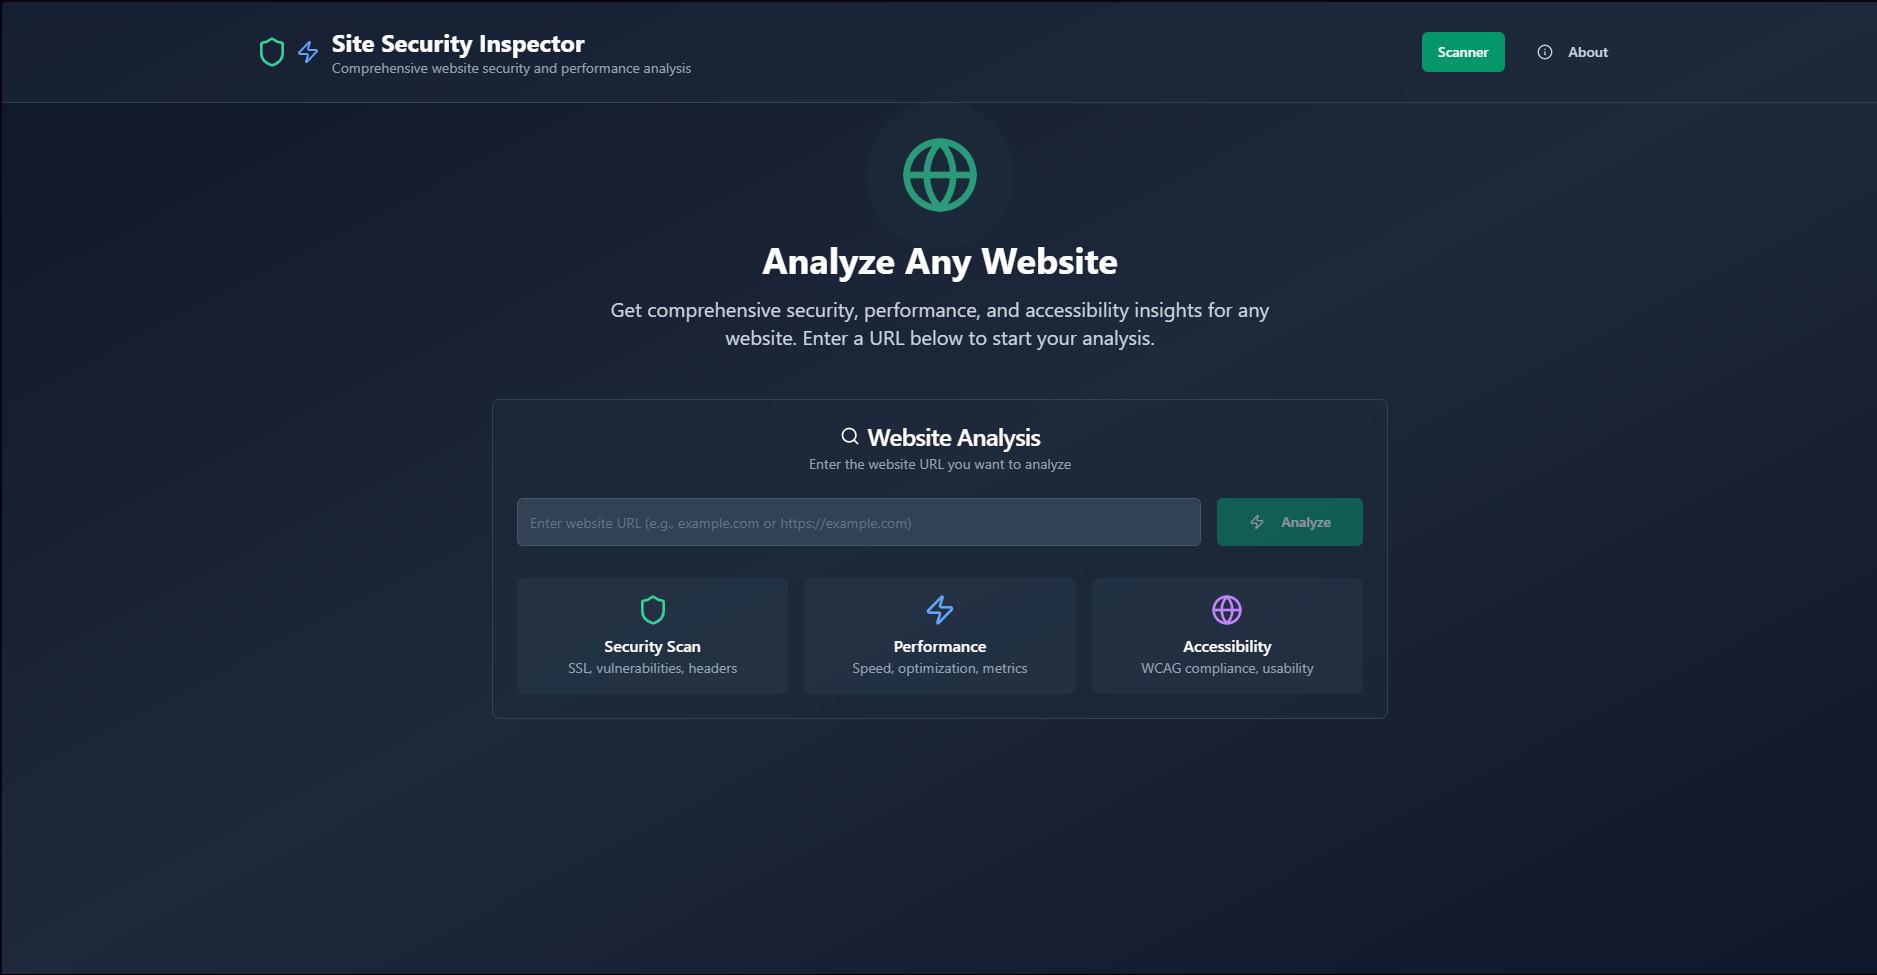 Site Security Inspector
Comprehensive website security and performance analysis
Scanner
About
Analyze Any Website
Get comprehensive security, performance, and accessibility insights for any
website. Enter a URL below to start your analysis.
Website Analysis
Enter the website URL you want to analyze
Enter website URL (e.g., example.com or https://example.com)
Analyze
Security Scan
SSL, vulnerabilities, headers
Performance
Speed, optimization, metrics
Accessibility
WCAG compliance, usability